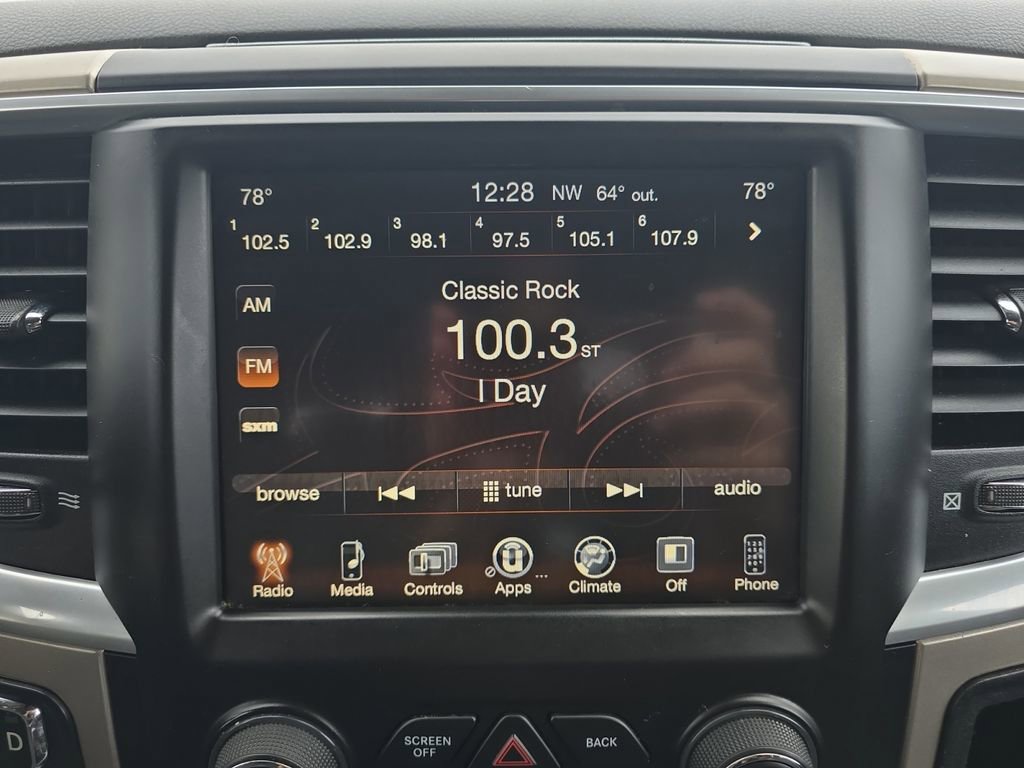 78° 12:28 NW 64° out. 78°
1 102.5 2 102.9 3 98.1 4 97.5 5 105.1 6 107.9
Classic Rock
AM
100.3 ST
FM
l Day
sxm
browse tune audio
Radio Media Controls Apps Climate Off Phone
SCREEN OFF BACK
D